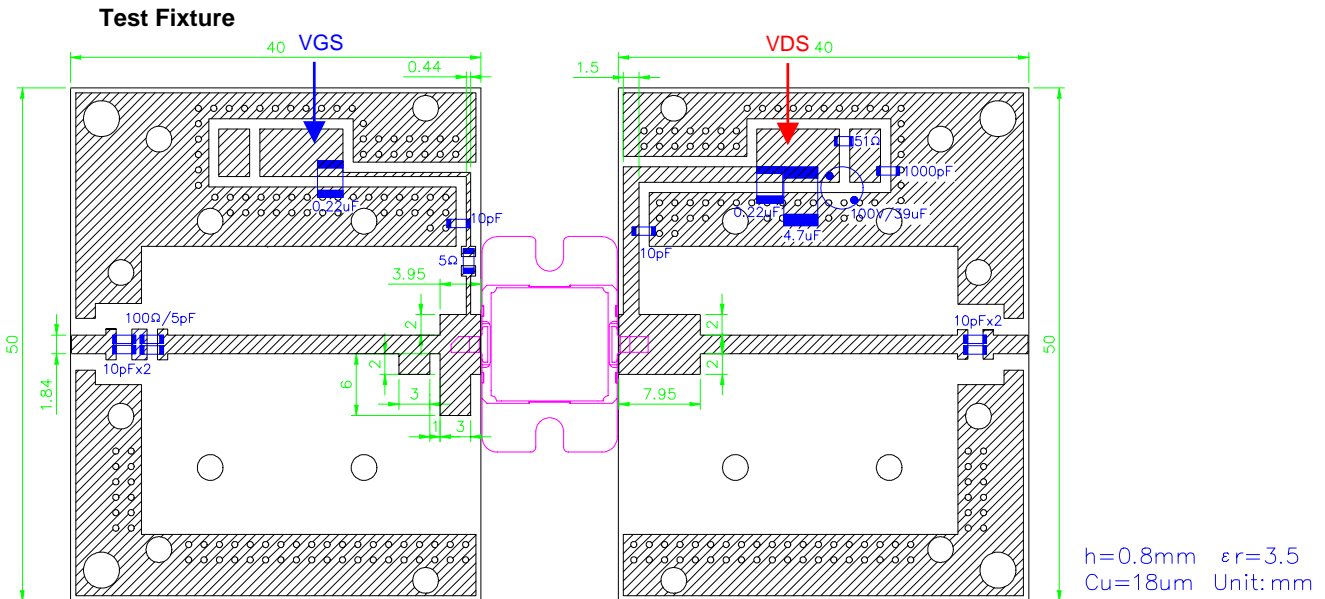 Test Fixture
40 VGS
VDS 40
0.44
1.5
51Ω
1000pF
0.22uF
0.22uF
100V/39uF
10pF
4.7uF
10pF
5Ω
3.95
100Ω/5pF
2
2
10pFx2
50
50
1.84
10pFx2
2
6
2
3
7.95
1
3
h=0.8mm εr=3.5
Cu=18um Unit:mm